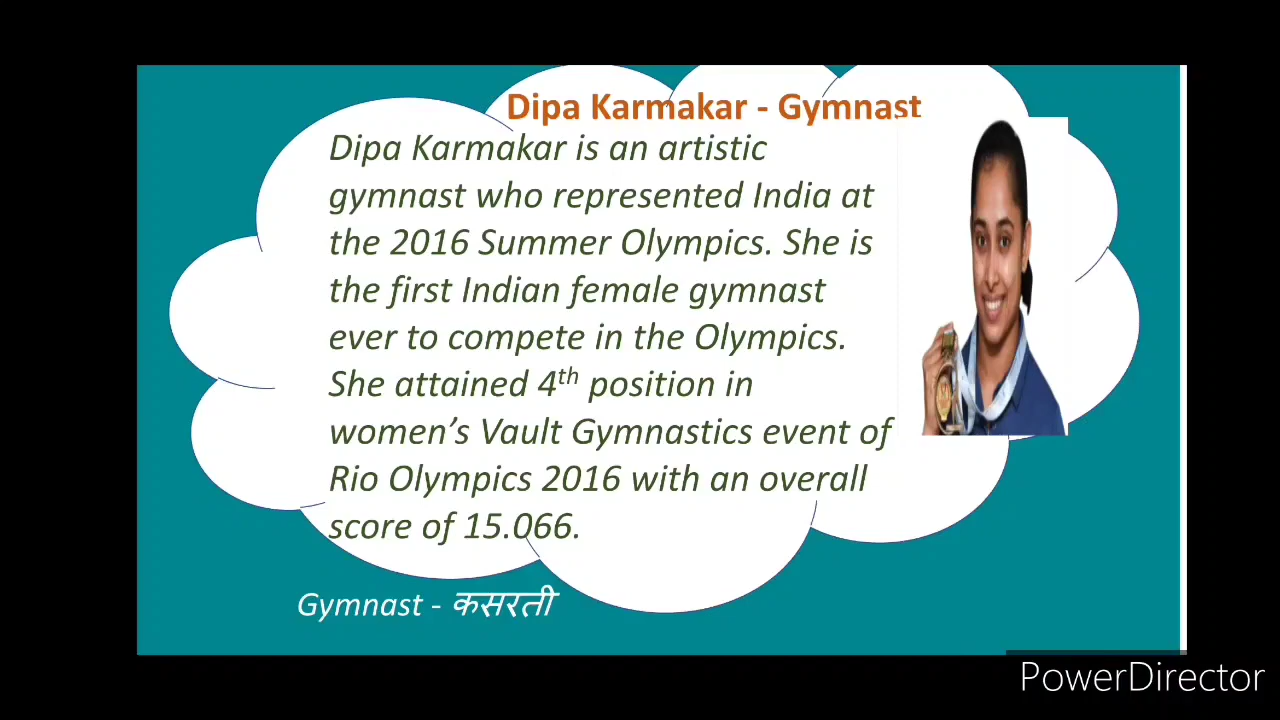 Dipa Karmakar - Gymnast
Dipa Karmakar is an artistic
gymnast who represented India at
the 2016 Summer Olympics. She is
the first Indian female gymnast
ever to compete in the Olympics.
She attained 4th position in
women’s Vault Gymnastics event of
Rio Olympics 2016 with an overall
score of 15.066.
Gymnast - कसरती
PowerDirector